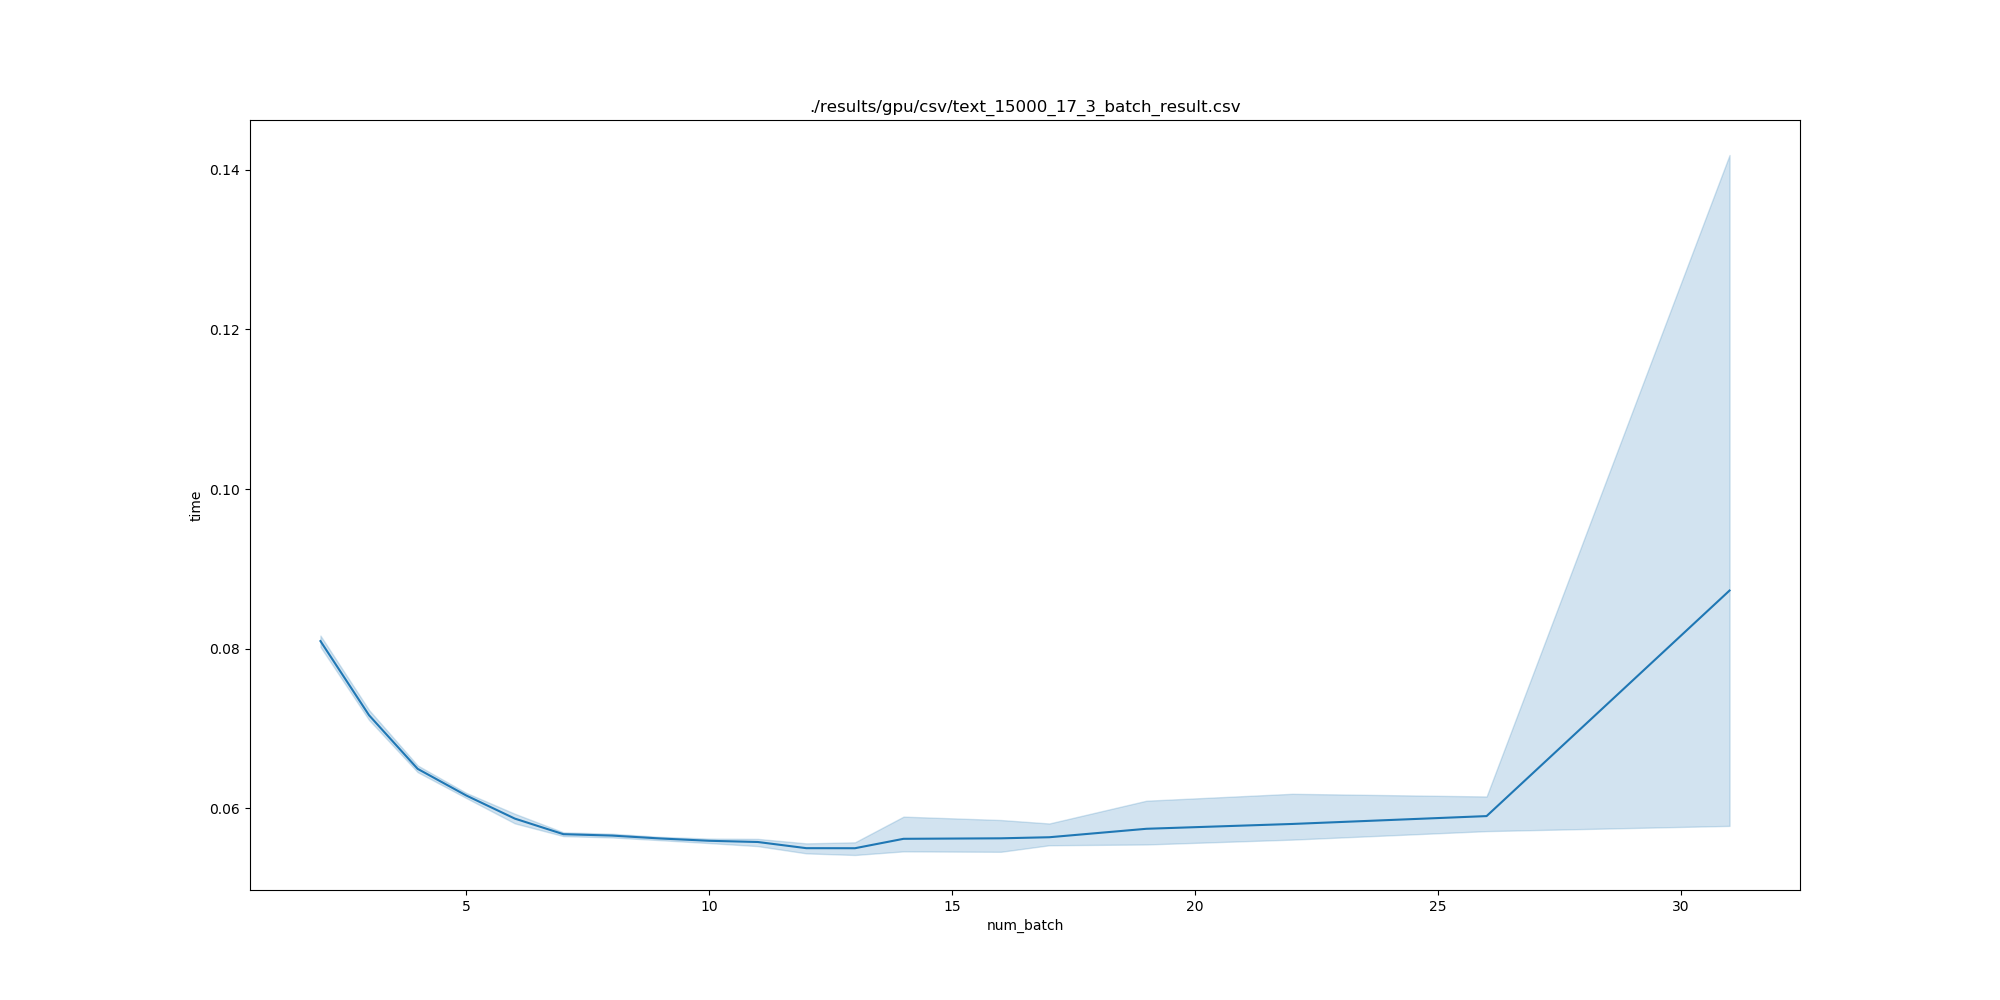 ./results/gpu/csv/text_15000_17_3_batch_result.csv
0.14
0.12
0.10
0.08
0.06
time
5 10 15 20 25 30
num_batch